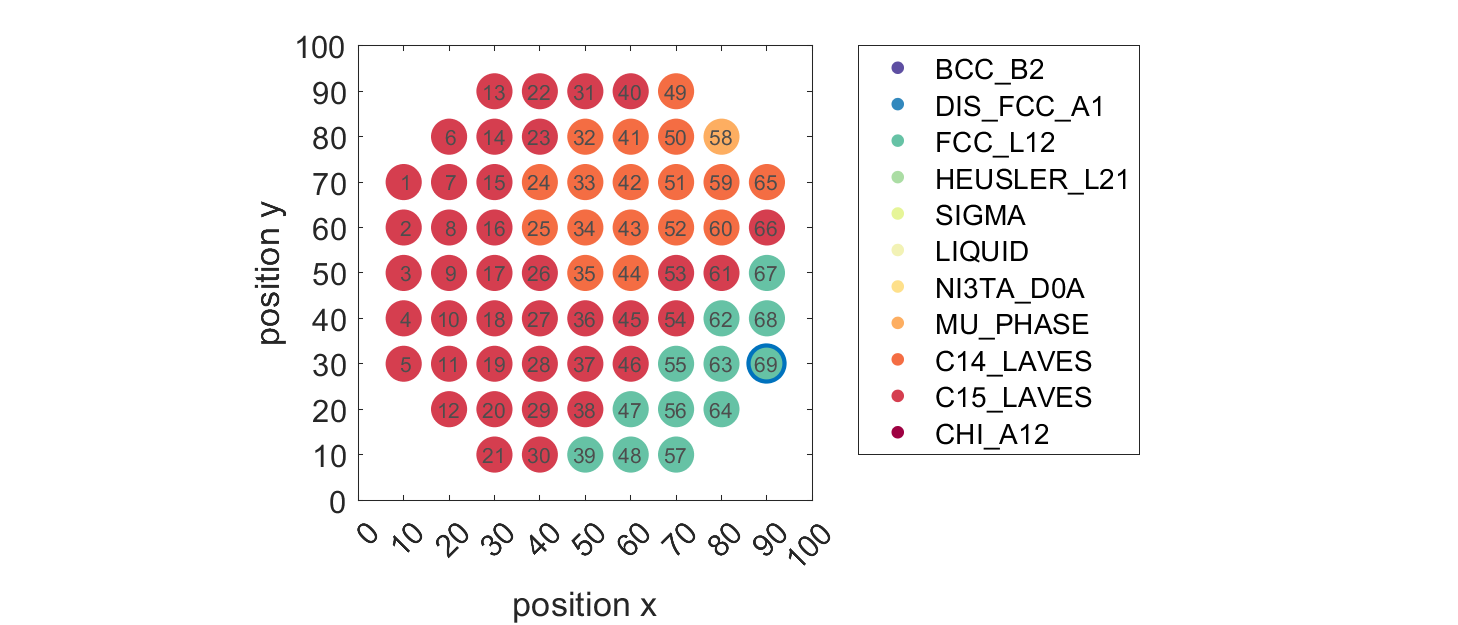 100
90
80
70
60
50
40
30
20
10
0
position y
13 22 31 40 49
6 14 23 32 41 50 58
1 7 15 24 33 42 51 59 65
2 8 16 25 34 43 52 60 66
3 9 17 26 35 44 53 61 67
4 10 18 27 36 45 54 62 68
5 11 19 28 37 46 55 63 69
12 20 29 38 47 56 64
21 30 39 48 57
0 10 20 30 40 50 60 70 80 90 100
position x
BCC_B2
DIS_FCC_A1
FCC_L12
HEUSLER_L21
SIGMA
LIQUID
NI3TA_D0A
MU_PHASE
C14_LAVES
C15_LAVES
CHI_A12